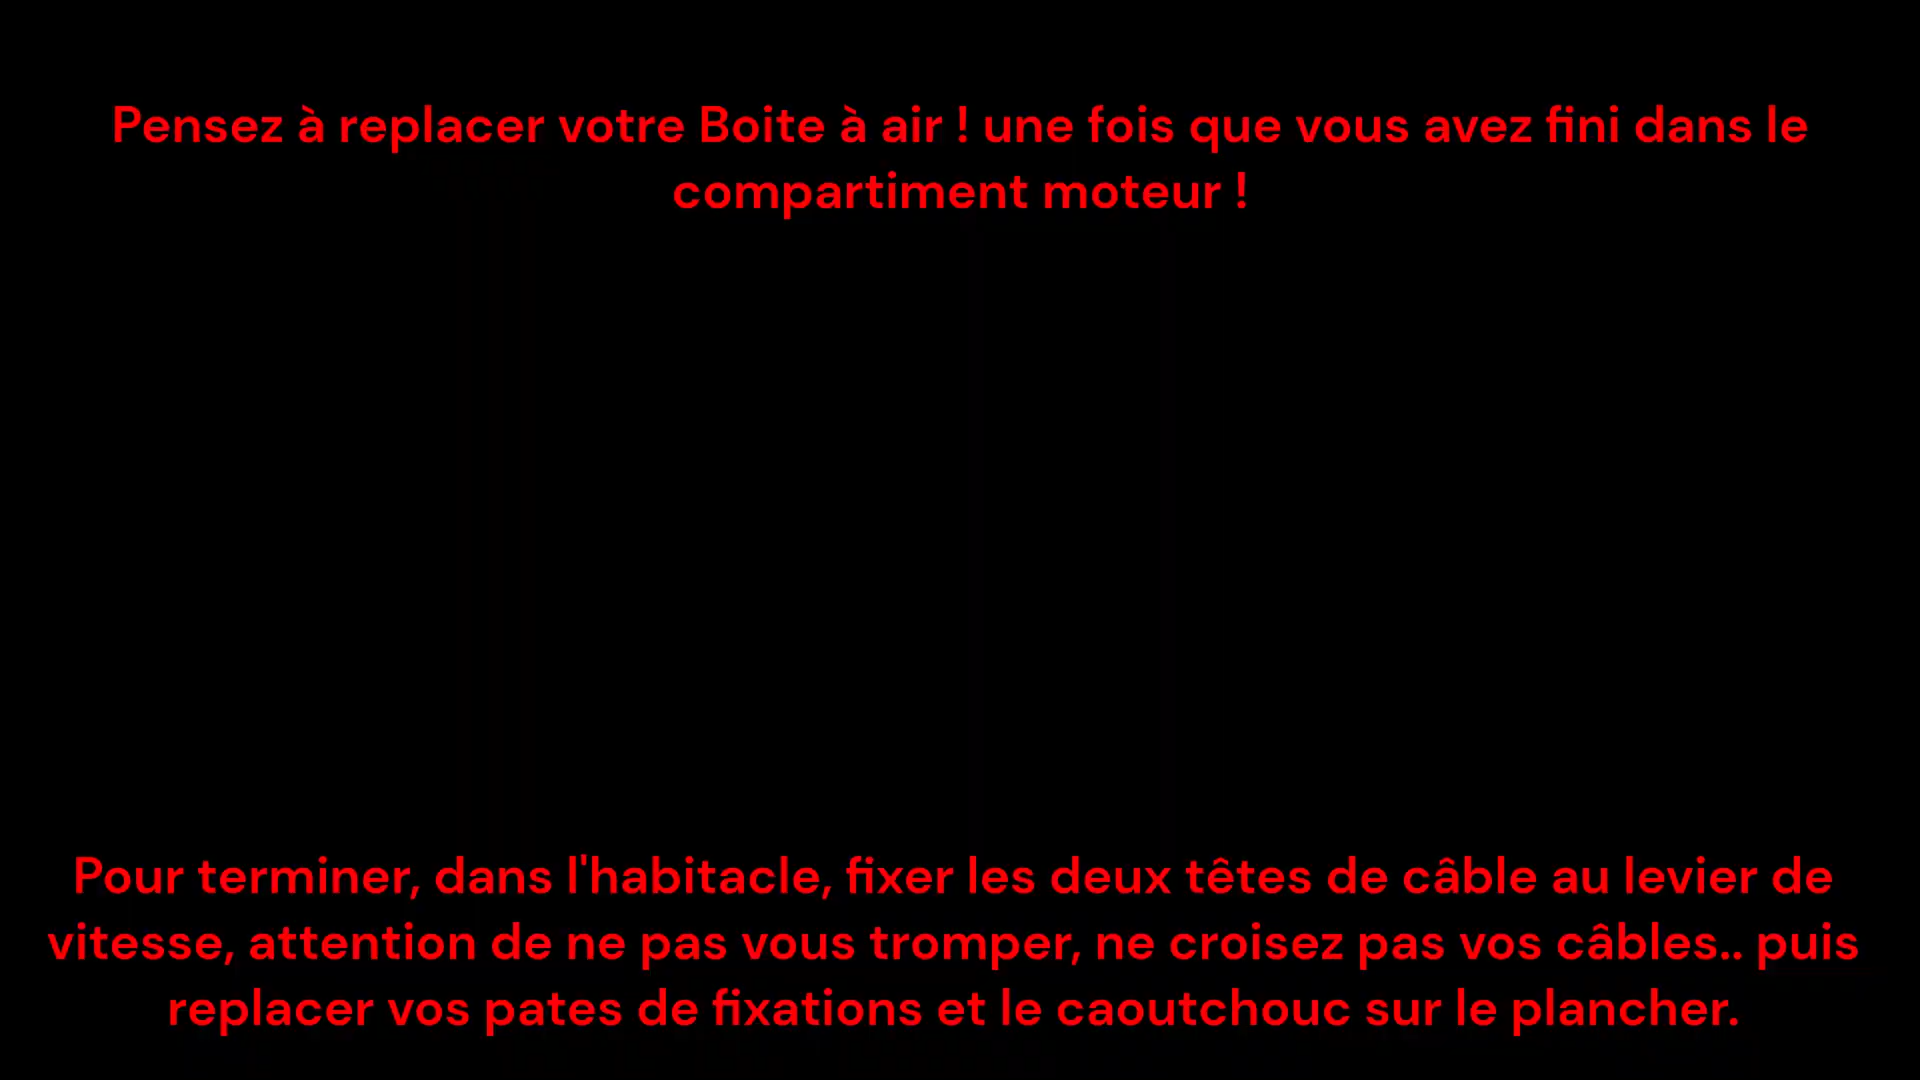 Pensez à replacer votre Boite à air ! une fois que vous avez fini dans le
compartiment moteur !
Pour terminer, dans l'habitacle, fixer les deux têtes de câble au levier de
vitesse, attention de ne pas vous tromper, ne croisez pas vos câbles.. puis
replacer vos pates de fixations et le caoutchouc sur le plancher.